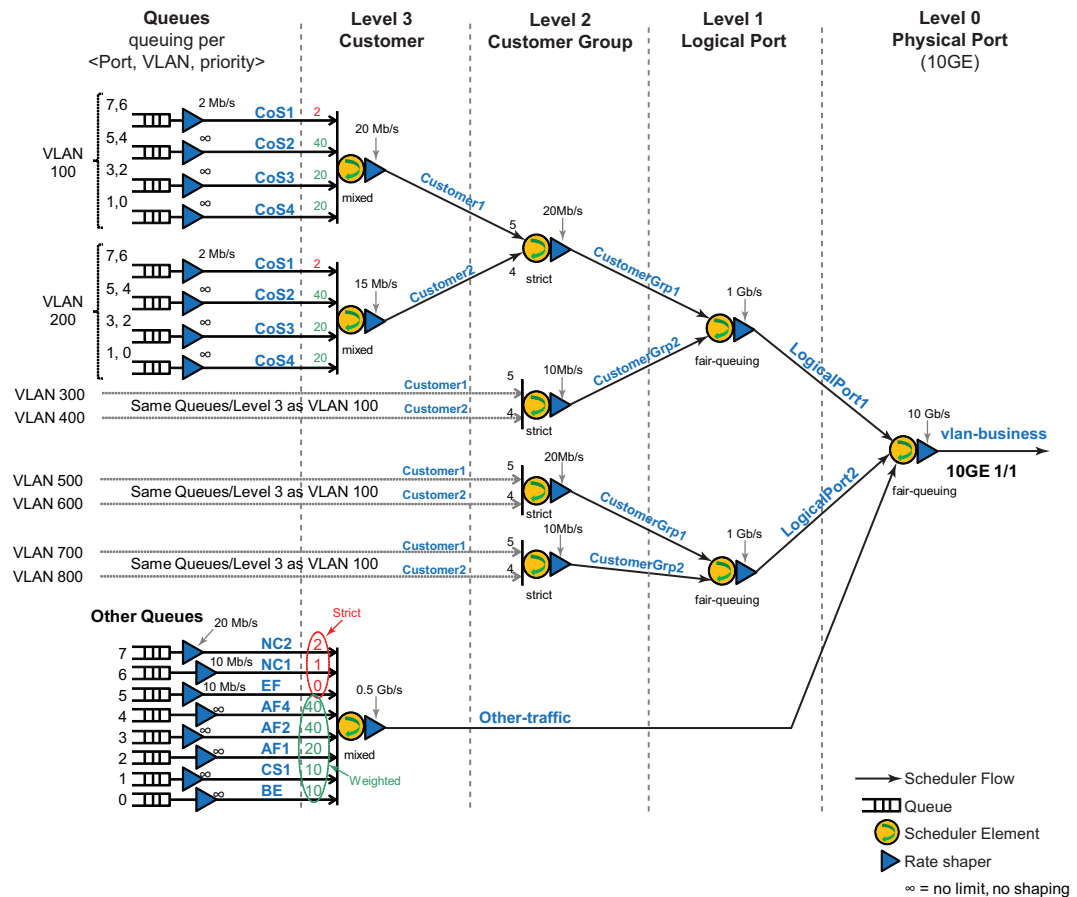 Queues
queuing per
<Port, VLAN, priority>
Level 3
Customer
Level 2
Customer Group
Level 1
Logical Port
Level 0
Physical Port
(10GE)
VLAN
100
7,6
2 Mb/s
CoS1
2
5,4
∞
CoS2
40
3,2
∞
CoS3
20
1,0
∞
CoS4
20
20 Mb/s
mixed
Customer1
VLAN
200
7,6
2 Mb/s
CoS1
2
5, 4
∞
CoS2
40
3, 2
∞
CoS3
20
1, 0
∞
CoS4
20
15 Mb/s
mixed
Customer2
5
4
20Mb/s
strict
CustomerGrp1
1 Gb/s
fair-queuing
LogicalPort1
VLAN 300
Customer1
5
Same Queues/Level 3 as VLAN 100
VLAN 400
Customer2
4
10Mb/s
strict
CustomerGrp2
10 Gb/s
vlan-business
10GE 1/1
fair-queuing
VLAN 500
Customer1
5
Same Queues/Level 3 as VLAN 100
VLAN 600
Customer2
4
20Mb/s
strict
CustomerGrp1
LogicalPort2
VLAN 700
Customer1
5
Same Queues/Level 3 as VLAN 100
VLAN 800
Customer2
4
10Mb/s
strict
CustomerGrp2
1 Gb/s
fair-queuing
Other Queues
Strict
20 Mb/s
7
NC2
2
6
10 Mb/s
NC1
1
5
10 Mb/s
EF
0
4
∞
AF4
40
3
∞
AF2
40
2
∞
AF1
20
1
∞
CS1
10
0
∞
BE
10
Weighted
0.5 Gb/s
mixed
Other-traffic
Scheduler Flow
Queue
Scheduler Element
Rate shaper
∞ = no limit, no shaping